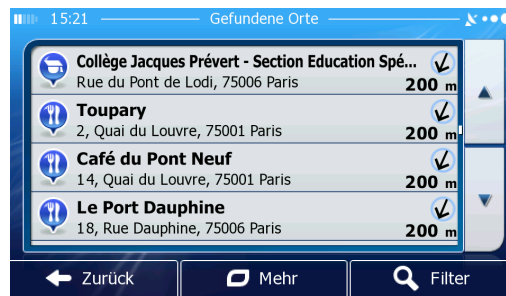 15:21
Gefundene Orte
Collège Jacques Prévert - Section Education Spé...
Rue du Pont de Lodi, 75006 Paris
200 m
Toupary
2, Quai du Louvre, 75001 Paris
200 m
Café du Pont Neuf
14, Quai du Louvre, 75001 Paris
200 m
Le Port Dauphine
18, Rue Dauphine, 75006 Paris
200 m
Zurück
Mehr
Filter